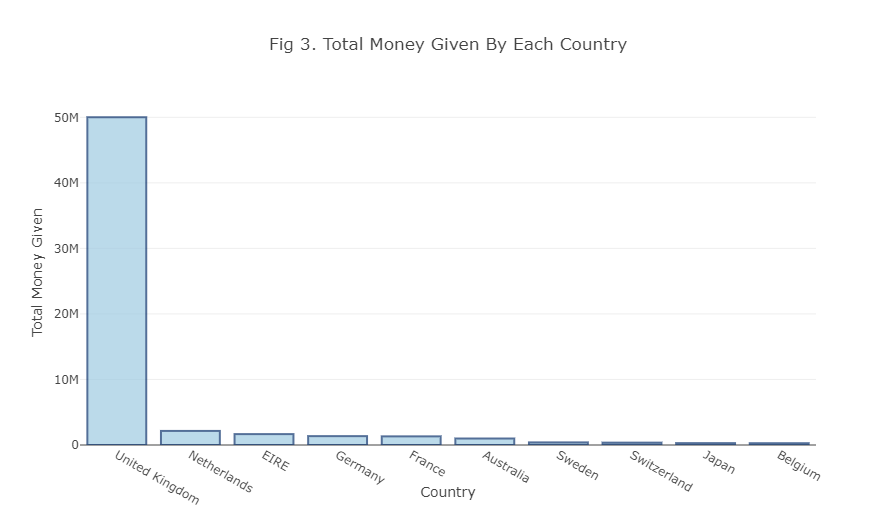 Fig 3. Total Money Given By Each Country
Total Money Given
50M
40M
30M
20M
10M
0
United Kingdom
Netherlands
EIRE
Germany
France
Australia
Sweden
Switzerland
Japan
Belgium
Country